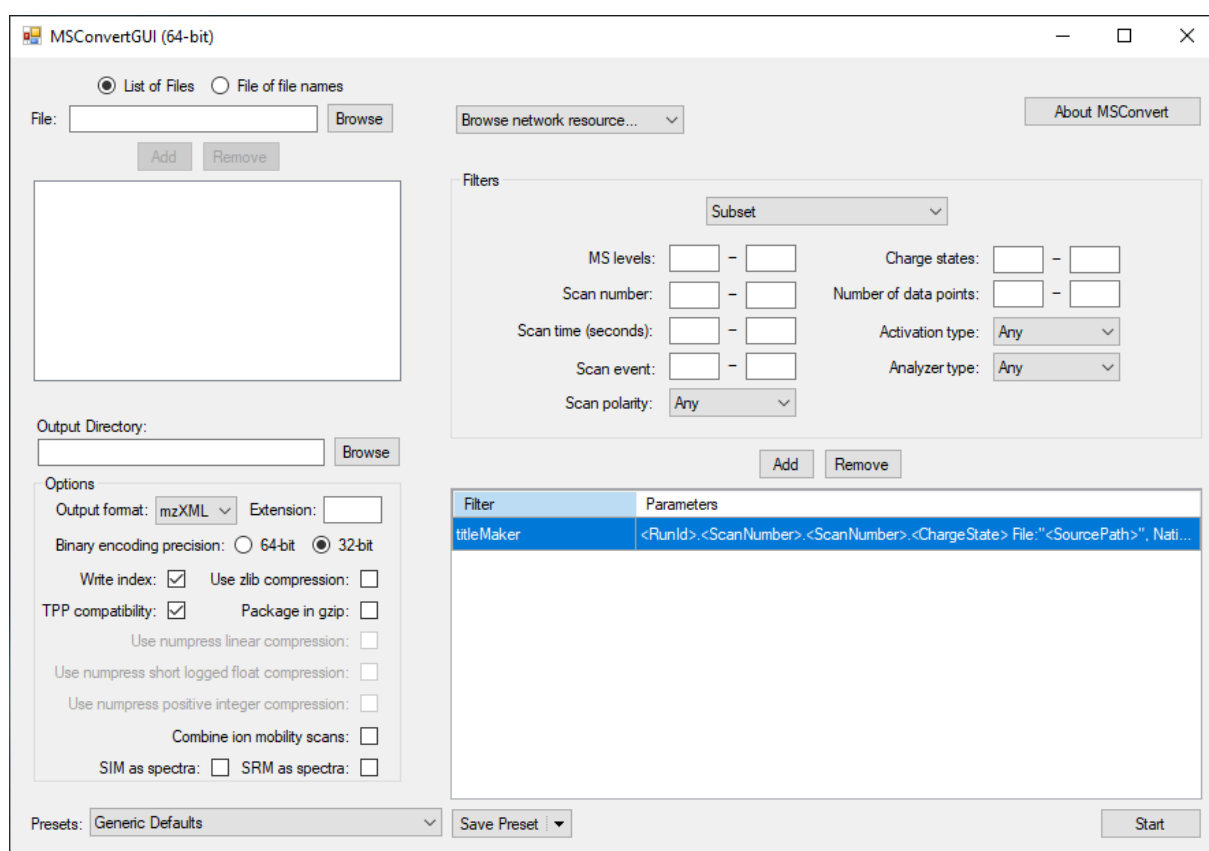 MSConvertGUI (64-bit)
List of Files File of file names
File: Browse
Browse network resource...
About MSConvert
Add Remove
Filters
Subset
MS levels: - Charge states: -
Scan number: - Number of data points: -
Scan time (seconds): - Activation type: Any
Scan event: - Analyzer type: Any
Scan polarity: Any
Output Directory:
Browse
Add Remove
Options
Output format: mzXML Extension:
Binary encoding precision: 64-bit 32-bit
Write index: Use zlib compression:
TPP compatibility: Package in gzip:
Use numpress linear compression:
Use numpress short logged float compression:
Use numpress positive integer compression:
Combine ion mobility scans:
SIM as spectra: SRM as spectra:
Filter Parameters
titleMaker <RunId>.<ScanNumber>.<ScanNumber>.<ChargeState> File:"<SourcePath>", Nati...
Presets: Generic Defaults
Save Preset
Start